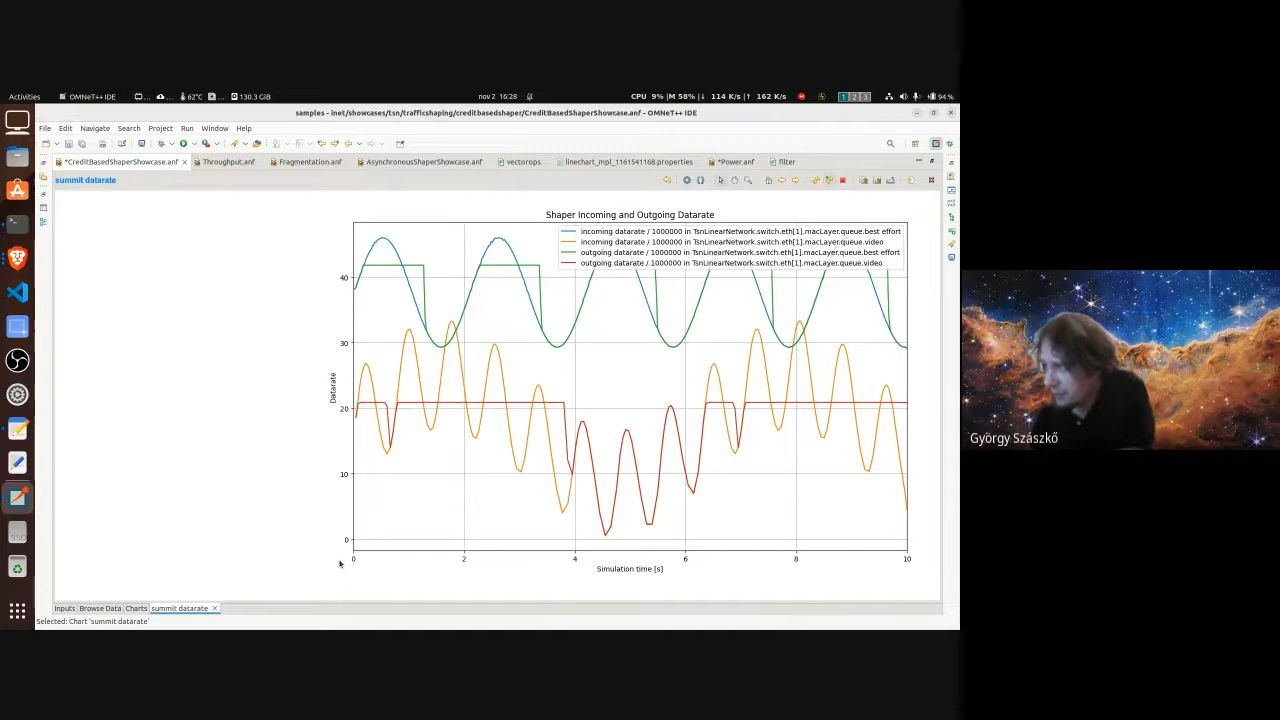 Activities OMNeT++ IDE ... ... 62°C ... 130.3 GiB nov 2 16:28 CPU 9% |M 58% |↓ 114 K/s |↑ 162 K/s 1 2 3 94 %
samples - inet/showcases/tsn/trafficshaping/creditbasedshaper/CreditBasedShaperShowcase.anf - OMNeT++ IDE
File Edit Navigate Search Project Run Window Help
*CreditBasedShaperShowcase.anf Throughput.anf Fragmentation.anf AsynchronousShaperShowcase.anf vectorops linechart_mpl_1161541168.properties *Power.anf filter
summit datarate
Shaper Incoming and Outgoing Datarate
incoming datarate / 1000000 in TsnLinearNetwork.switch.eth[1].macLayer.queue.best effort
incoming datarate / 1000000 in TsnLinearNetwork.switch.eth[1].macLayer.queue.video
outgoing datarate / 1000000 in TsnLinearNetwork.switch.eth[1].macLayer.queue.best effort
outgoing datarate / 1000000 in TsnLinearNetwork.switch.eth[1].macLayer.queue.video
40
30
Datarate
20
10
0
0 2 4 6 8 10
Simulation time [s]
György Szászkő
Inputs Browse Data Charts summit datarate
Selected: Chart 'summit datarate'